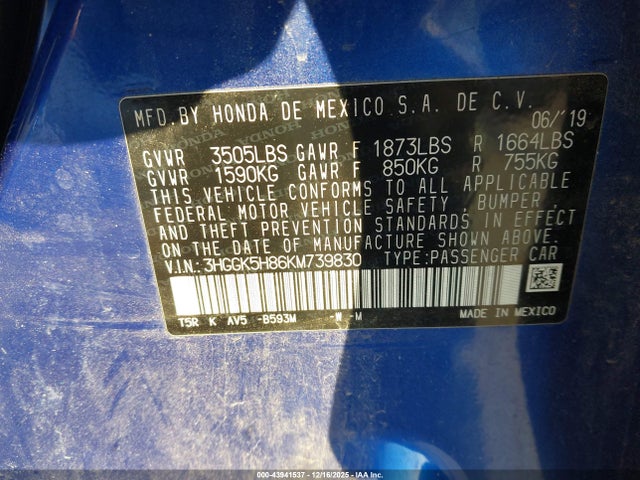 MFD. BY HONDA DE MEXICO S.A. DE C.V.
06/'19
GVWR 3505LBS GAWR F 1873LBS R 1664LBS
GVWR 1590KG GAWR F 850KG R 755KG
THIS VEHICLE CONFORMS TO ALL APPLICABLE
FEDERAL MOTOR VEHICLE SAFETY, BUMPER,
AND THEFT PREVENTION STANDARDS IN EFFECT
ON THE DATE OF MANUFACTURE SHOWN ABOVE.
V.I.N.: 3HGGK5H86KM739830 TYPE:PASSENGER CAR
T5R K AV5 -B593M -W -M MADE IN MEXICO
00-43941537 - 12/16/2025 - IAA Inc.